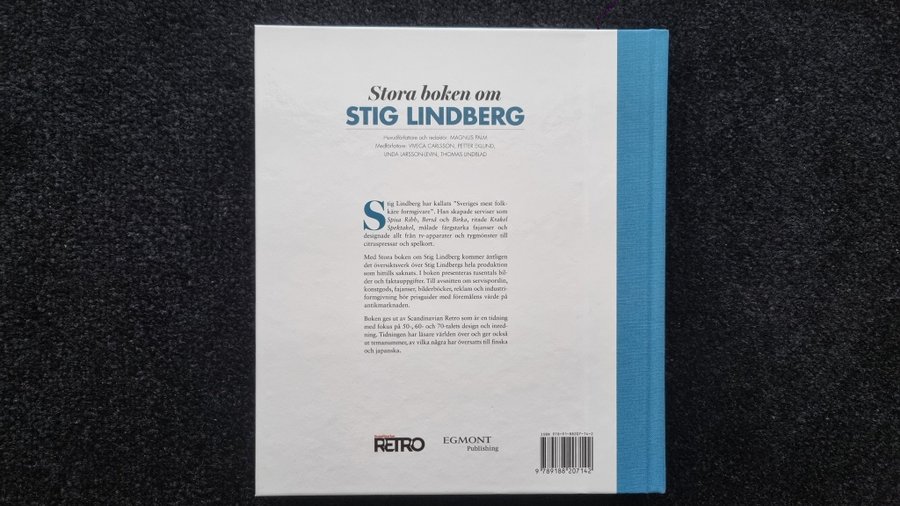 Stora boken om
STIG LINDBERG
Huvudförfattare och redaktör: MAGNUS PALM
Medförfattare: VIVECA CARLSSON, PETTER EKLUND,
LINDA LARSSON-LEVIN, THOMAS LINDBLAD
Stig Lindberg har kallats "Sveriges mest folk-
käre formgivare". Han skapade serviser som
Spisa Ribb, Berså och Birka, ritade Krakel
Spektakel, målade färgstarka fajanser och
designade allt från tv-apparater och tygmönster till
citruspressar och spelkort.
Med Stora boken om Stig Lindberg kommer äntligen
det översiktsverk över Stig Lindbergs hela produktion
som hittills saknats. I boken presenteras tusentals bil-
der och faktauppgifter. Till avsnitten om servisporslin,
konstgods, fajanser, bilderböcker, reklam och industri-
formgivning hör prisguider med föremålens värde på
antikmarknaden.
Boken ges ut av Scandinavian Retro som är en tidning
med fokus på 50-, 60- och 70-talets design och inred-
ning. Tidningen har läsare världen över och ger också
ut temanummer, av vilka några har översatts till finska
och japanska.
RETRO
EGMONT
Publishing
9 789186 207142